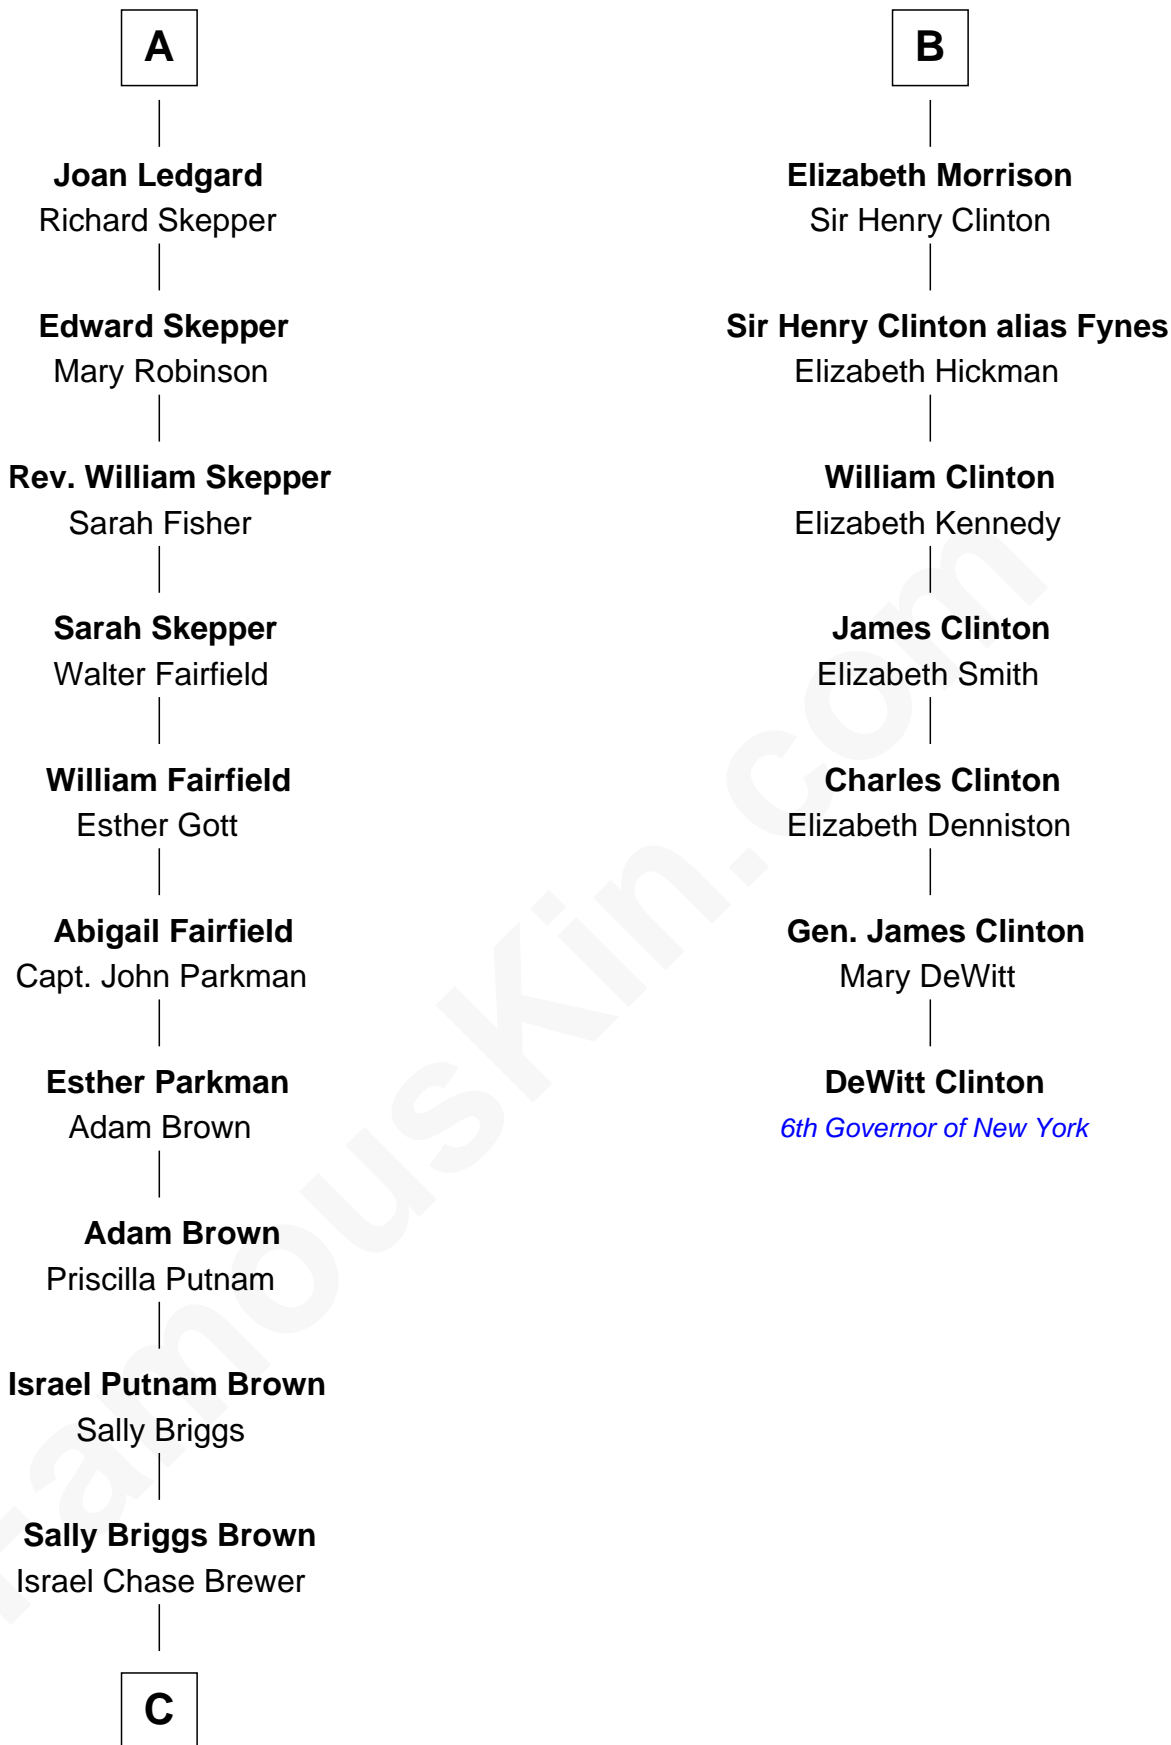 A
Joan Ledgard
Richard Skepper
Edward Skepper
Mary Robinson
Rev. William Skepper
Sarah Fisher
Sarah Skepper
Walter Fairfield
William Fairfield
Esther Gott
Abigail Fairfield
Capt. John Parkman
Esther Parkman
Adam Brown
Adam Brown
Priscilla Putnam
Israel Putnam Brown
Sally Briggs
Sally Briggs Brown
Israel Chase Brewer
C
B
Elizabeth Morrison
Sir Henry Clinton
Sir Henry Clinton alias Fynes
Elizabeth Hickman
William Clinton
Elizabeth Kennedy
James Clinton
Elizabeth Smith
Charles Clinton
Elizabeth Denniston
Gen. James Clinton
Mary DeWitt
DeWitt Clinton
6th Governor of New York
FamousKin.com